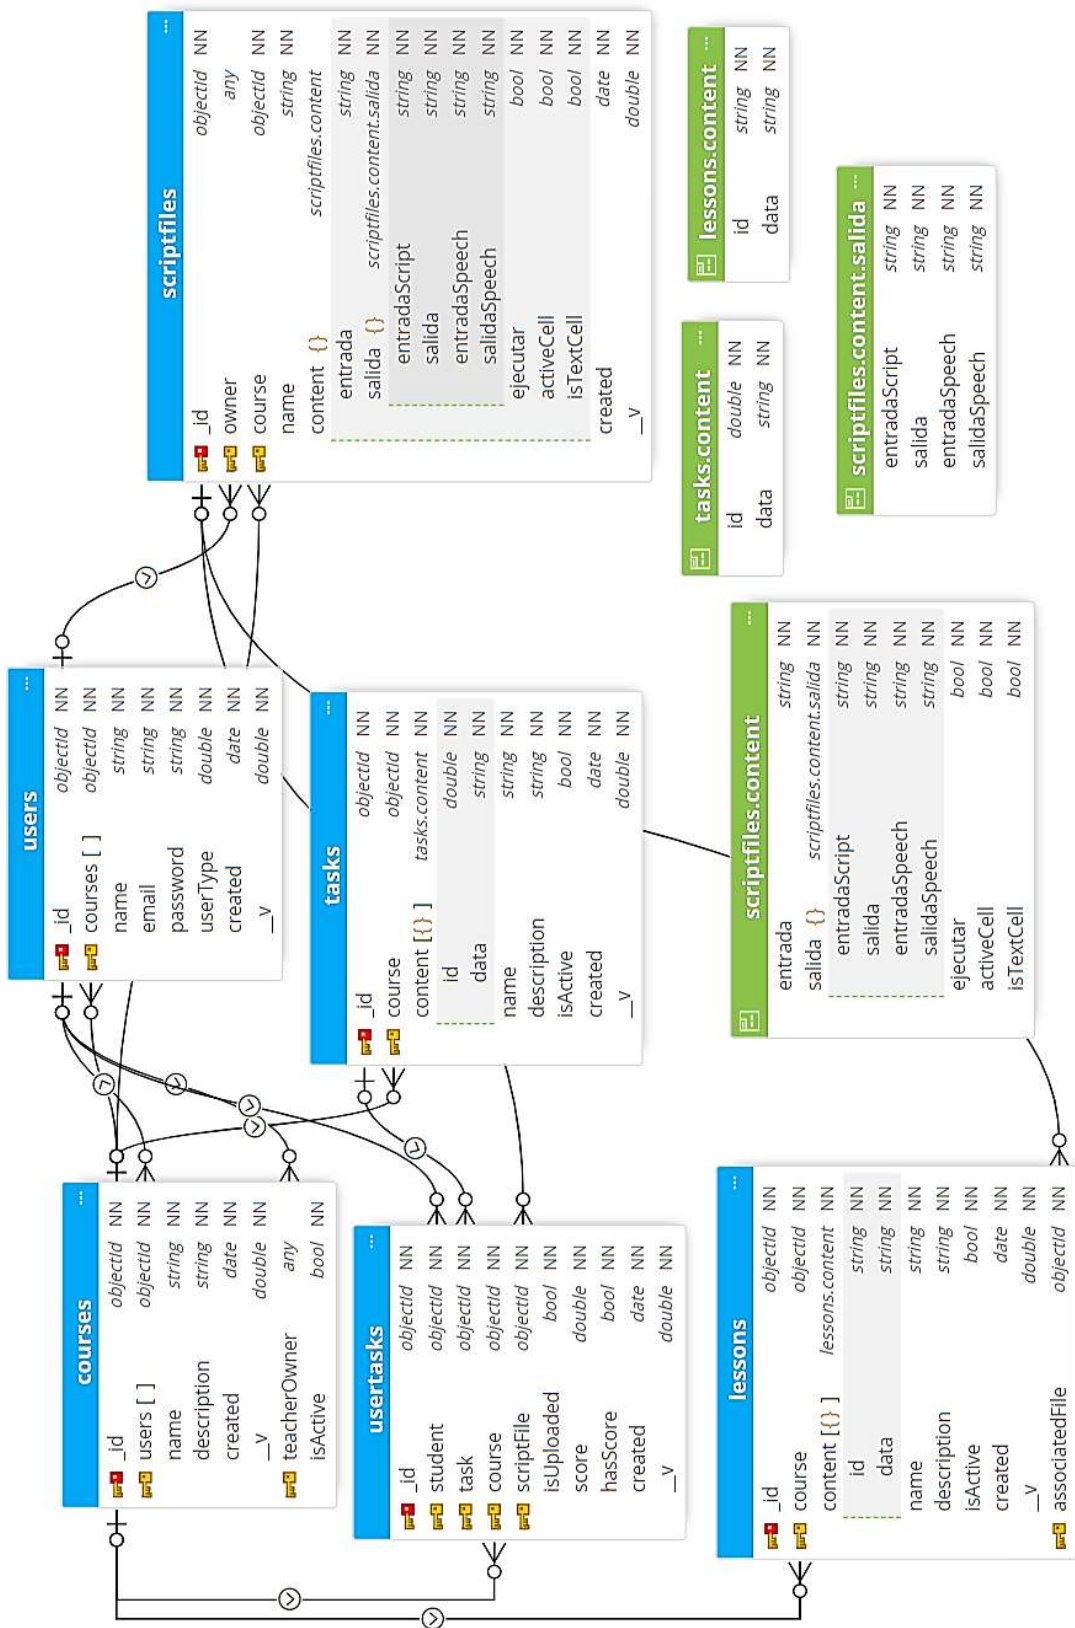 courses ...
_id objectId NN
users [ ] objectId NN
name string NN
description string NN
created date NN
__v double NN
teacherOwner any
isActive bool NN
users ...
_id objectId NN
courses [ ] objectId NN
name string NN
email string NN
password string NN
userType double NN
created date NN
__v double NN
scriptfiles ...
_id objectId NN
owner any
course objectId NN
name string NN
content {} scriptfiles.content
entrada string NN
salida {} scriptfiles.content.salida NN
entradaScript string NN
salida string NN
entradaSpeech string NN
salidaSpeech string NN
ejecutar bool NN
activeCell bool NN
isTextCell bool NN
created date NN
__v double NN
usertasks ...
_id objectId NN
student objectId NN
task objectId NN
course objectId NN
scriptFile objectId NN
isUploaded bool NN
score double NN
hasScore bool NN
created date NN
__v double NN
tasks ...
_id objectId NN
course objectId NN
content [{} ] tasks.content NN
id double NN
data string NN
name string NN
description string NN
isActive bool NN
created date NN
__v double NN
lessons ...
_id objectId NN
course objectId NN
content [{} ] lessons.content NN
id string NN
data string NN
name string NN
description string NN
isActive bool NN
created date NN
__v double NN
associatedFile objectId NN
scriptfiles.content ...
entrada string NN
salida {} scriptfiles.content.salida NN
entradaScript string NN
salida string NN
entradaSpeech string NN
salidaSpeech string NN
ejecutar bool NN
activeCell bool NN
isTextCell bool NN
tasks.content ...
id double NN
data string NN
lessons.content ...
id string NN
data string NN
scriptfiles.content.salida ...
entradaScript string NN
salida string NN
entradaSpeech string NN
salidaSpeech string NN